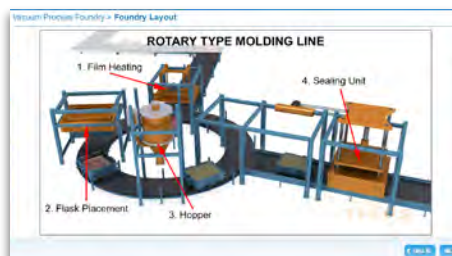 Vacuum Process Foundry > Foundry Layout
ROTARY TYPE MOLDING LINE
1. Film Heating
4. Sealing Unit
2. Flask Placement
3. Hopper